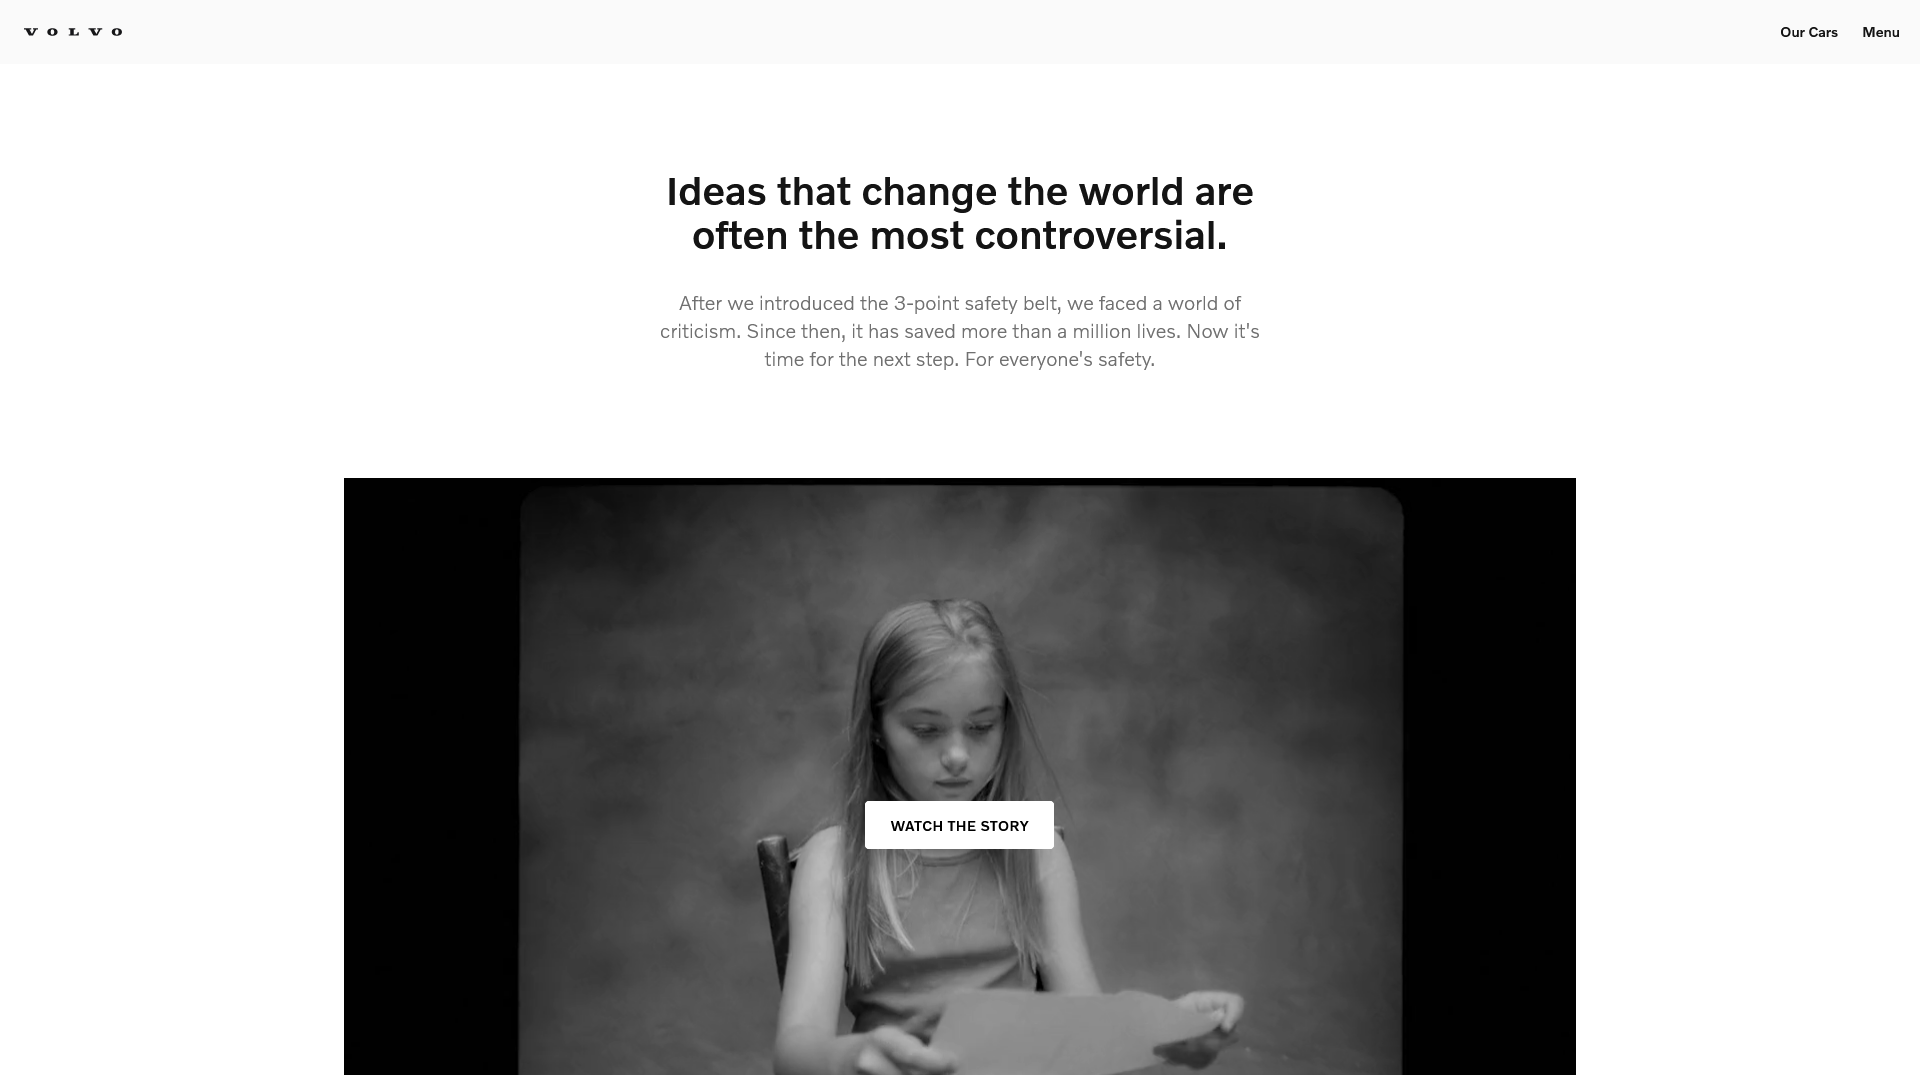 VOLVO
Our Cars
Menu
Ideas that change the world are
often the most controversial.
After we introduced the 3-point safety belt, we faced a world of
criticism. Since then, it has saved more than a million lives. Now it's
time for the next step. For everyone's safety.
WATCH THE STORY